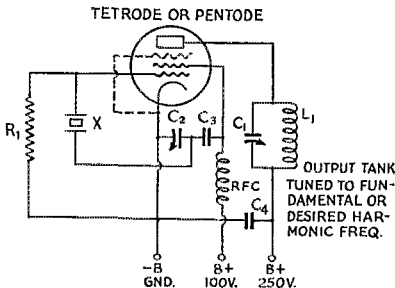 TETRODE OR PENTODE
R1
X
C2
C3
C1
L1
RFC
C4
OUTPUT TANK
TUNED TO FUN-
DAMENTAL OR
DESIRED HAR-
MONIC FREQ.
-B
GND.
B+
100V.
B+
250V.